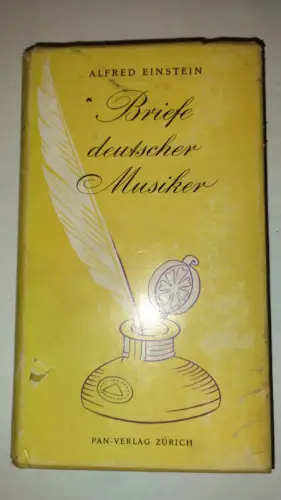 ALFRED EINSTEIN
Briefe
deutscher
Musiker
PAN-VERLAG ZÜRICH